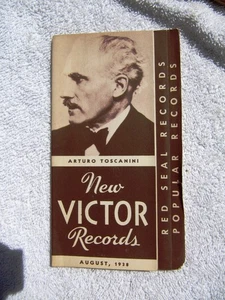 ARTURO TOSCANINI
New
VICTOR
Records
AUGUST, 1938
RED SEAL RECORDS
POPULAR RECORDS